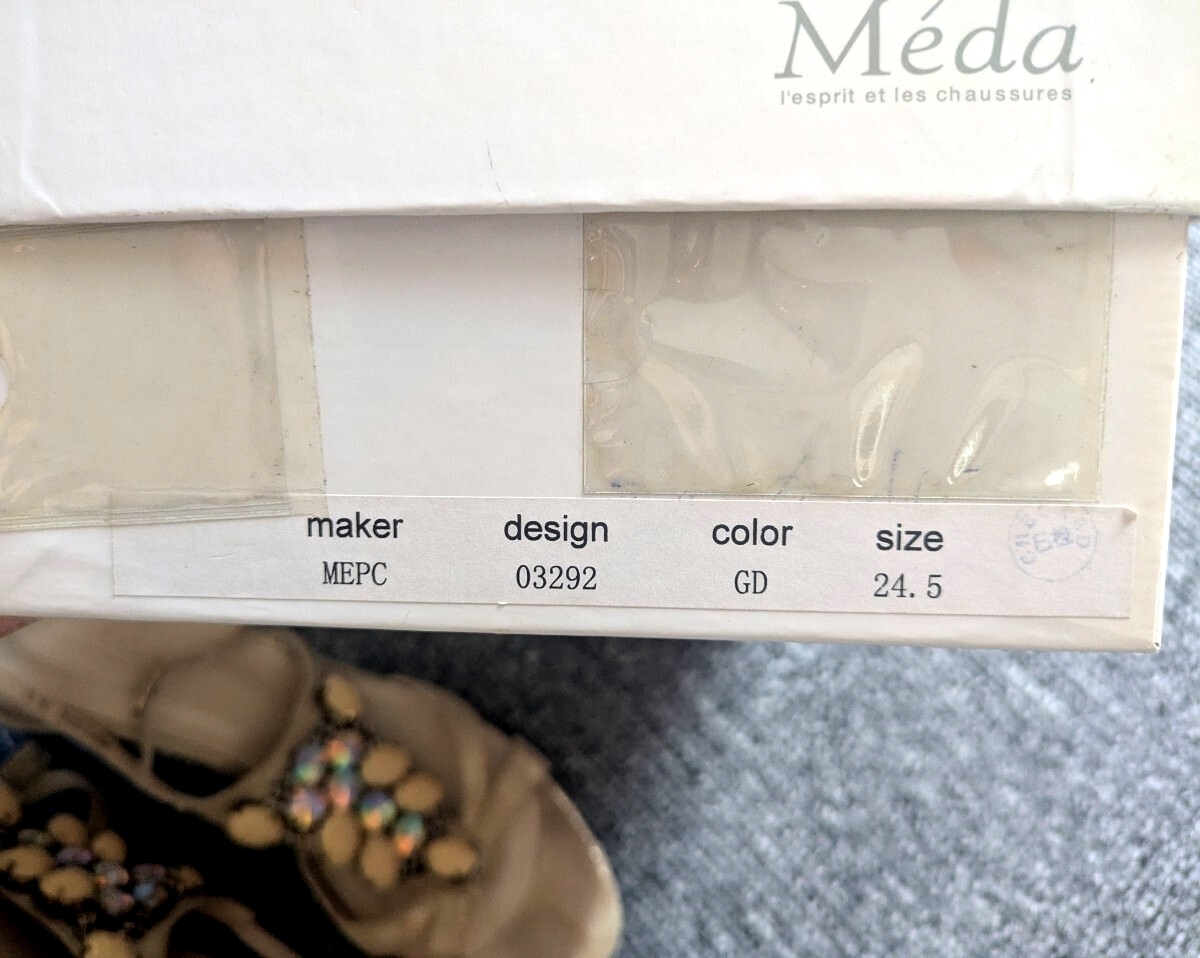 Méda
l'esprit et les chaussures
maker design color size
MEPC 03292 GD 24.5